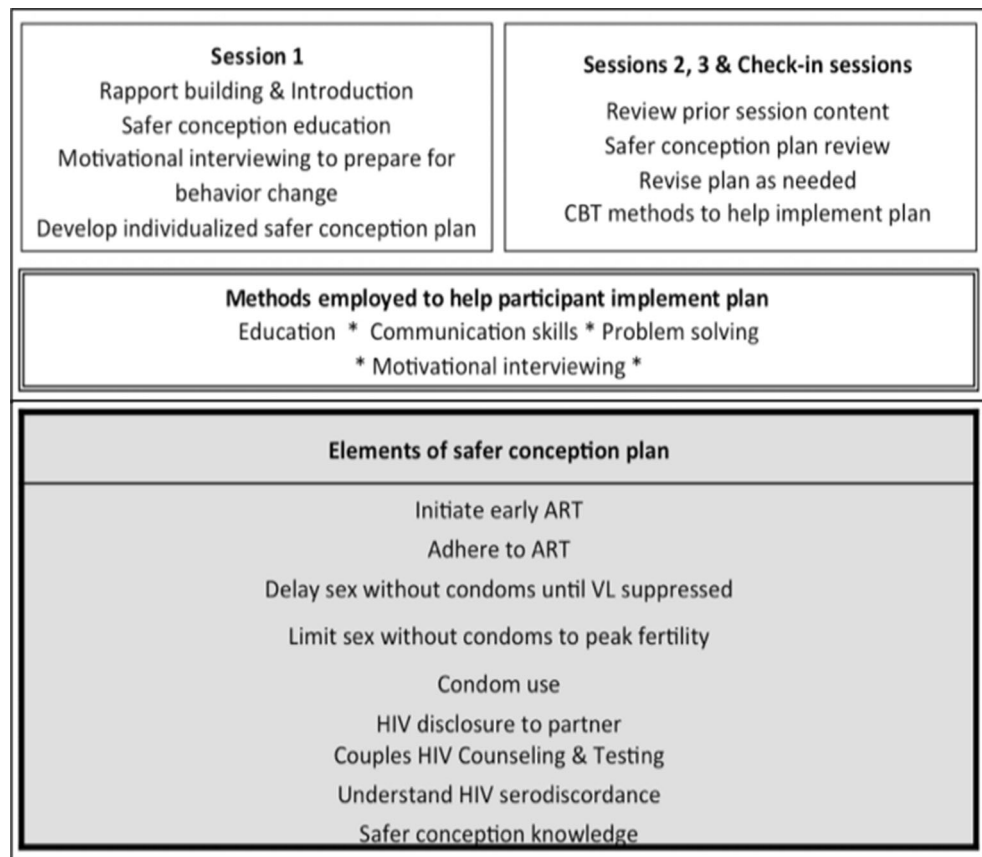 Session 1
Rapport building & Introduction
Safer conception education
Motivational interviewing to prepare for
behavior change
Develop individualized safer conception plan
Sessions 2, 3 & Check-in sessions
Review prior session content
Safer conception plan review
Revise plan as needed
CBT methods to help implement plan
Methods employed to help participant implement plan
Education * Communication skills * Problem solving
* Motivational interviewing *
Elements of safer conception plan
Initiate early ART
Adhere to ART
Delay sex without condoms until VL suppressed
Limit sex without condoms to peak fertility
Condom use
HIV disclosure to partner
Couples HIV Counseling & Testing
Understand HIV serodiscordance
Safer conception knowledge